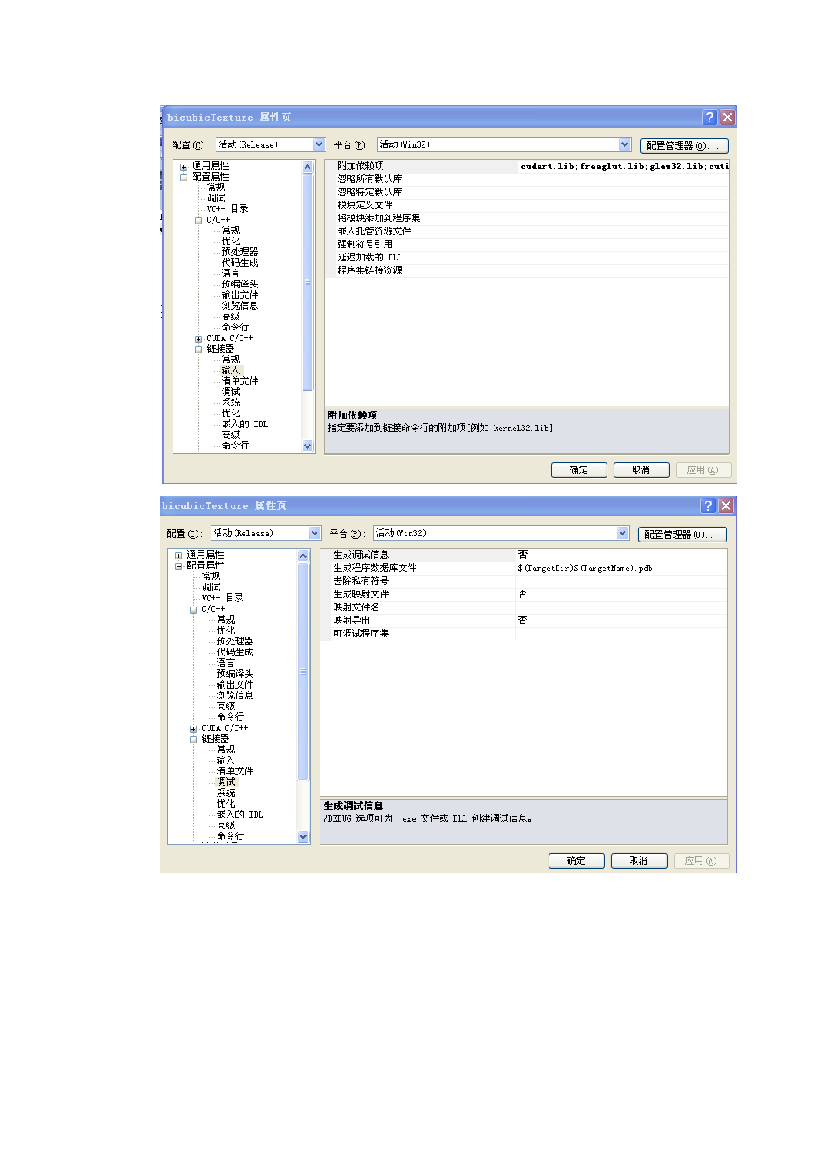 bicubicTexture 属性页
配置(C): 活动(Release) 平台(P): 活动(Win32) 配置管理器(O)...
通用属性
配置属性
常规
调试
VC++ 目录
C/C++
常规
优化
预处理器
代码生成
语言
预编译头
输出文件
浏览信息
高级
命令行
CUDA C/C++
链接器
常规
输入
清单文件
调试
系统
优化
嵌入的 IDL
高级
命令行
附加依赖项 cudart.lib;freeglut.lib;glew32.lib;cuti
忽略所有默认库
忽略特定默认库
模块定义文件
将模块添加到程序集
嵌入托管资源文件
强制符号引用
延迟加载的 DLL
程序集链接资源
附加依赖项
指定要添加到链接命令行的附加项[例如 kernel32.lib]
确定 取消 应用(A)
bicubicTexture 属性页
配置(C): 活动(Release) 平台(P): 活动(Win32) 配置管理器(O)...
通用属性
配置属性
常规
调试
VC++ 目录
C/C++
常规
优化
预处理器
代码生成
语言
预编译头
输出文件
浏览信息
高级
命令行
CUDA C/C++
链接器
常规
输入
清单文件
调试
系统
优化
嵌入的 IDL
高级
命令行
生成调试信息 否
生成程序数据库文件 $(TargetDir)$(TargetName).pdb
去除私有符号
生成映射文件 否
映射文件名
映射导出 否
可调试程序集
生成调试信息
/DEBUG 选项可为 .exe 文件或 DLL 创建调试信息。
确定 取消 应用(A)